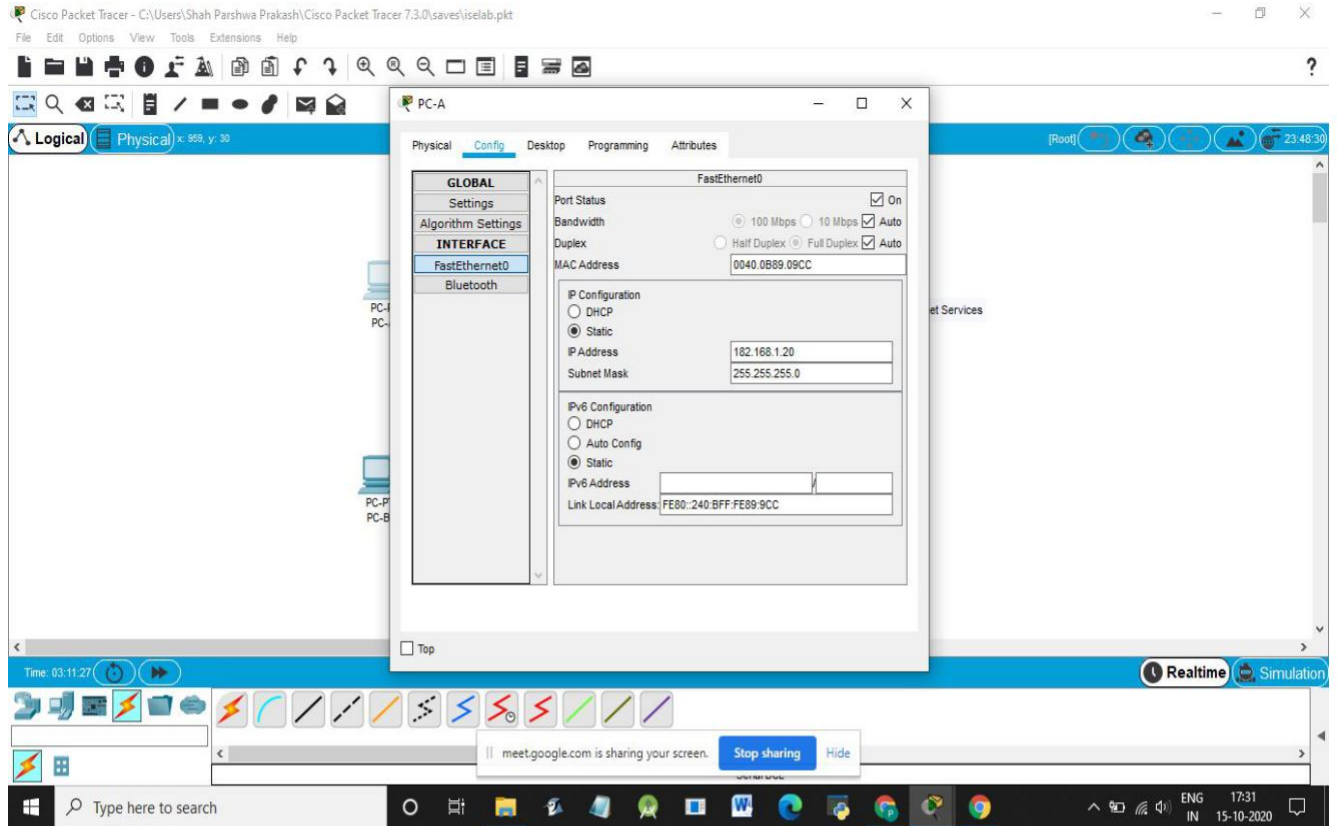 Cisco Packet Tracer - C:\Users\Shah Parshwa Prakash\Cisco Packet Tracer 7.3.0\saves\iselab.pkt
File Edit Options View Tools Extensions Help
?
PC-A
Logical Physical x: 959, y: 30
[Root] 23:48:30
Physical Config Desktop Programming Attributes
GLOBAL
Settings
Algorithm Settings
INTERFACE
FastEthernet0
Bluetooth
FastEthernet0
Port Status On
Bandwidth 100 Mbps 10 Mbps Auto
Duplex Half Duplex Full Duplex Auto
MAC Address 0040.0B89.09CC
IP Configuration
DHCP
Static
IP Address 182.168.1.20
Subnet Mask 255.255.255.0
IPv6 Configuration
DHCP
Auto Config
Static
IPv6 Address /
Link Local Address: FE80::240:BFF:FE89:9CC
PC-
PC-
et Services
PC-P
PC-B
Top
Time: 03:11:27
Realtime Simulation
meet.google.com is sharing your screen. Stop sharing Hide
Type here to search
ENG 17:31
IN 15-10-2020